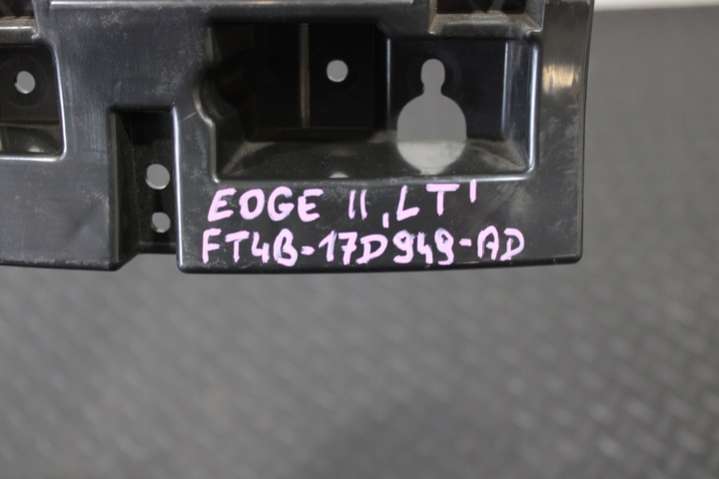 EDGE II, LT'
FT4B-17D949-AD